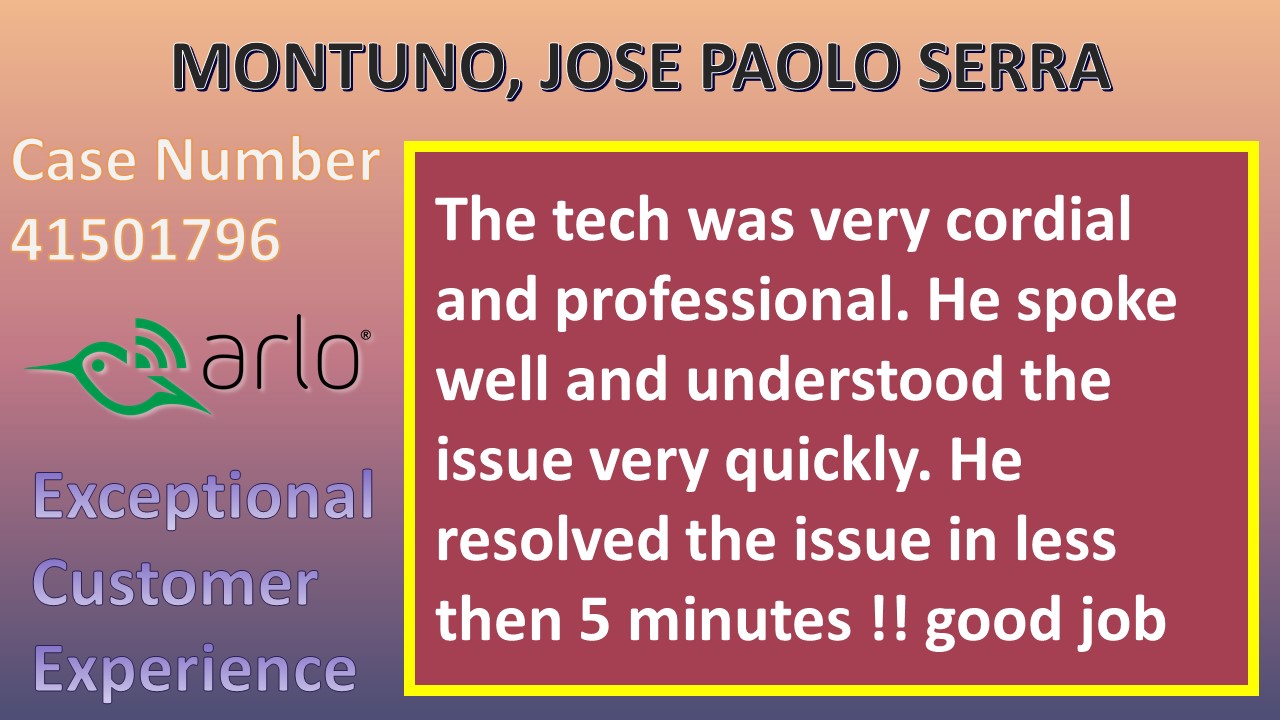 MONTUNO, JOSE PAOLO SERRA
Case Number
41501796
arlo®
Exceptional
Customer
Experience
The tech was very cordial
and professional. He spoke
well and understood the
issue very quickly. He
resolved the issue in less
then 5 minutes !! good job